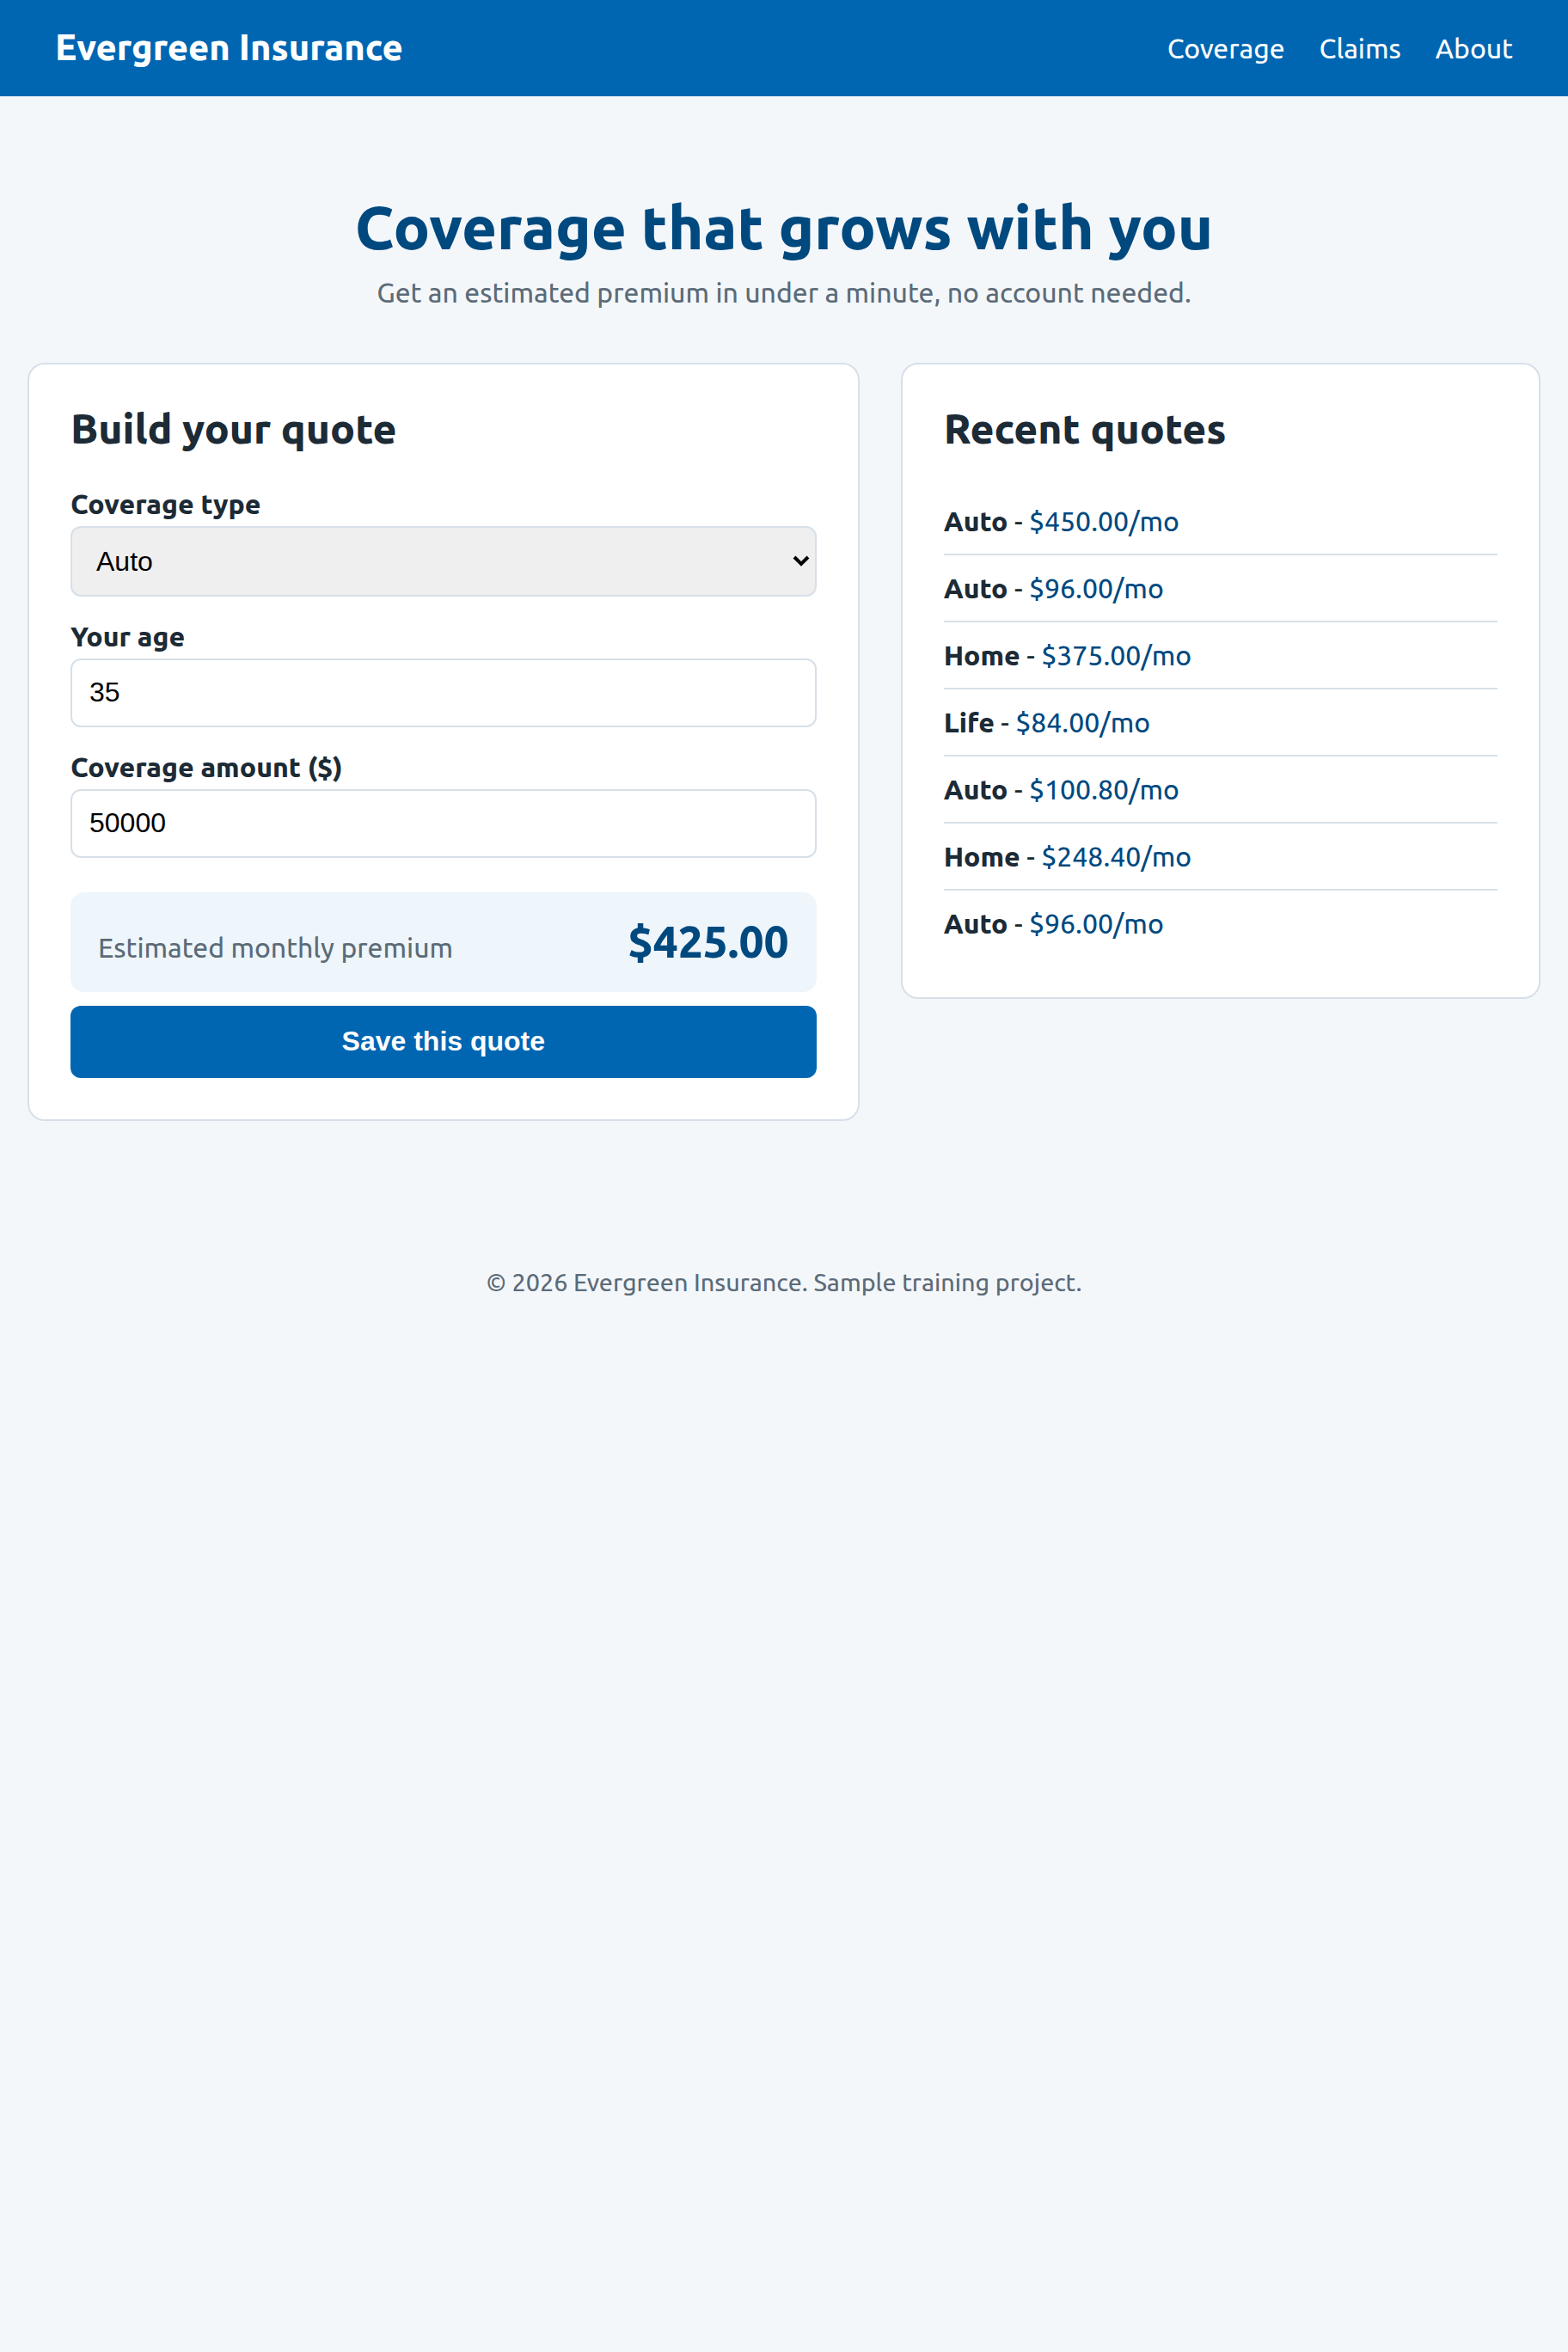 Evergreen Insurance
Coverage Claims About
Coverage that grows with you
Get an estimated premium in under a minute, no account needed.
Build your quote
Coverage type
Auto
Your age
35
Coverage amount ($)
50000
Estimated monthly premium $425.00
Save this quote
Recent quotes
Auto - $450.00/mo
Auto - $96.00/mo
Home - $375.00/mo
Life - $84.00/mo
Auto - $100.80/mo
Home - $248.40/mo
Auto - $96.00/mo
© 2026 Evergreen Insurance. Sample training project.